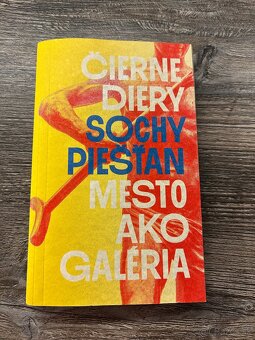 ČIERNE
DIERY
SOCHY
PIEŠŤAN
MESTO
AKO
GALÉRIA